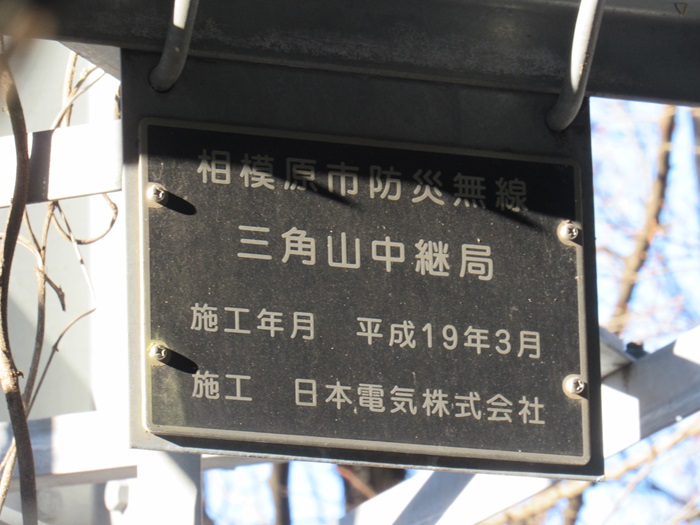 相模原市防災無線
三角山中継局
施工年月　平成19年3月
施工　日本電気株式会社